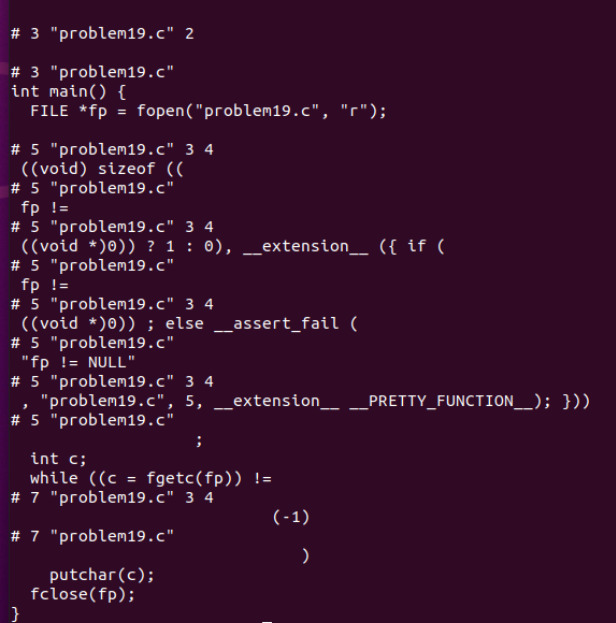 # 3 "problem19.c" 2
# 3 "problem19.c"
int main() {
  FILE *fp = fopen("problem19.c", "r");
# 5 "problem19.c" 3 4
 ((void) sizeof ((
# 5 "problem19.c"
 fp !=
# 5 "problem19.c" 3 4
 ((void *)0)) ? 1 : 0), __extension__ ({ if (
# 5 "problem19.c"
 fp !=
# 5 "problem19.c" 3 4
 ((void *)0)) ; else __assert_fail (
# 5 "problem19.c"
 "fp != NULL"
# 5 "problem19.c" 3 4
 , "problem19.c", 5, __extension__ __PRETTY_FUNCTION__); }))
# 5 "problem19.c"
                   ;
  int c;
  while ((c = fgetc(fp)) !=
# 7 "problem19.c" 3 4
                           (-1)
# 7 "problem19.c"
                              )
    putchar(c);
  fclose(fp);
}